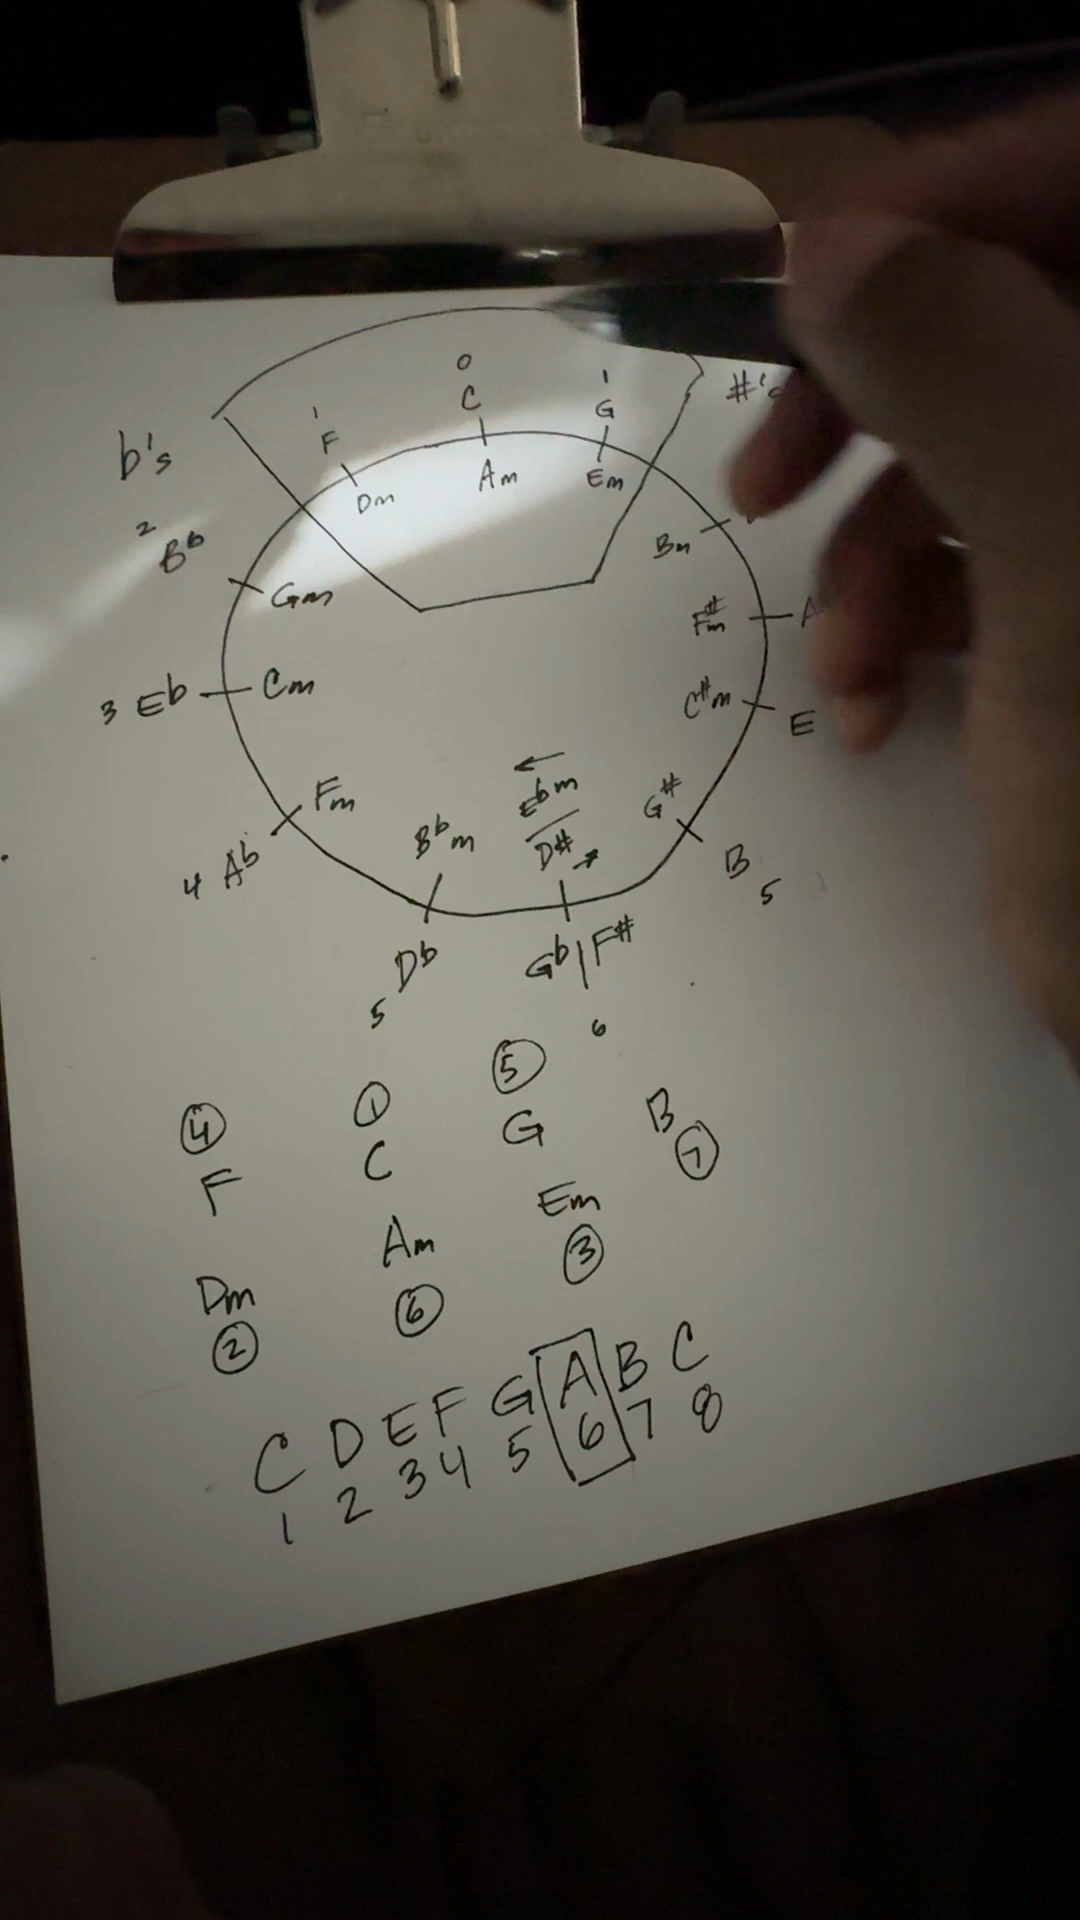 0
1 C 1
F G #'s
b's Dm Am Em
2 Bb Bm
Gm F#m A
3 Eb Cm C#m E
Fm Ebm G#
4 Ab Bbm D# B 5
Db Gb|F#
5 6
4 1 5
F C G B 7
Dm Am Em
2 6 3
C D E F G A B C
1 2 3 4 5 6 7 8